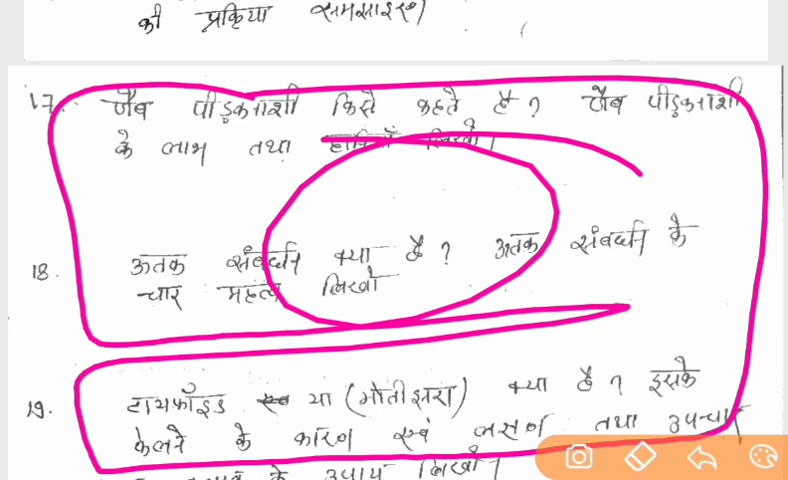 की प्रक्रिया समझाइए।
17. जैव पीड़कनाशी किसे कहते है ? जैव पीड़कनाशी
के लाभ तथा हानियाँ लिखो।
18. ऊतक संवर्धन क्या है ? ऊतक संवर्धन के
चार महत्व लिखो
19. टायफॉइड या (मोतीझरा) क्या है ? इसके
फेलने के कारण एवं लक्षण तथा उपचार
के उपाय लिखो।